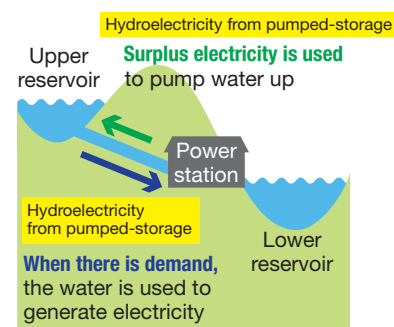 Hydroelectricity from pumped-storage
Upper
reservoir
Surplus electricity is used
to pump water up
Power
station
Hydroelectricity
from pumped-storage
Lower
reservoir
When there is demand,
the water is used to
generate electricity